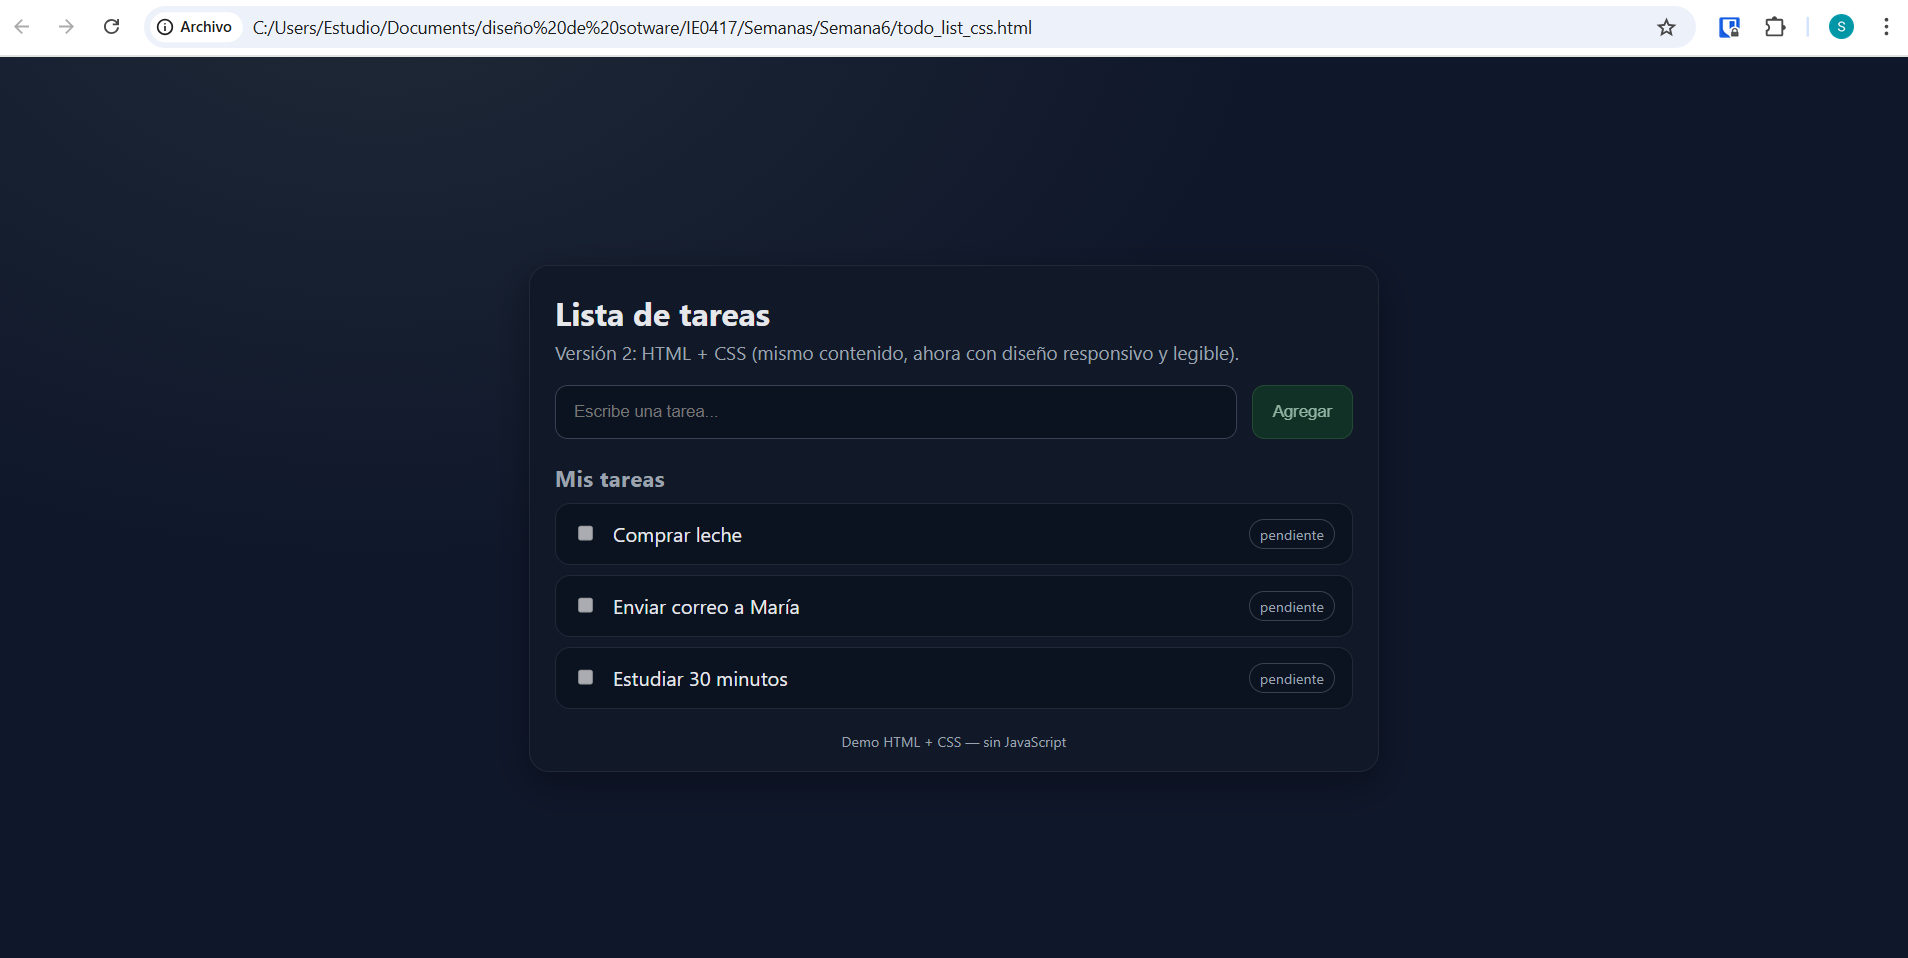 Archivo
C:/Users/Estudio/Documents/diseño%20de%20sotware/IE0417/Semanas/Semana6/todo_list_css.html
S
Lista de tareas
Versión 2: HTML + CSS (mismo contenido, ahora con diseño responsivo y legible).
Escribe una tarea...
Agregar
Mis tareas
Comprar leche
pendiente
Enviar correo a María
pendiente
Estudiar 30 minutos
pendiente
Demo HTML + CSS — sin JavaScript